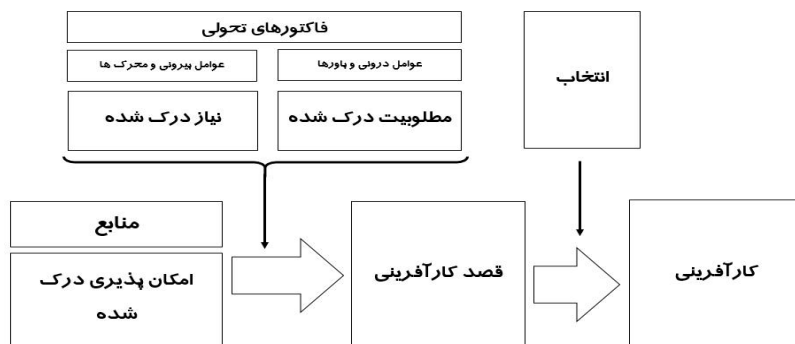 فاکتورهای تحولی
عوامل درونی و باورها
عوامل بیرونی و محرک ها
مطلوبیت درک شده
نیاز درک شده
انتخاب
منابع
امکان پذیری درک
شده
قصد کارآفرینی
کارآفرینی